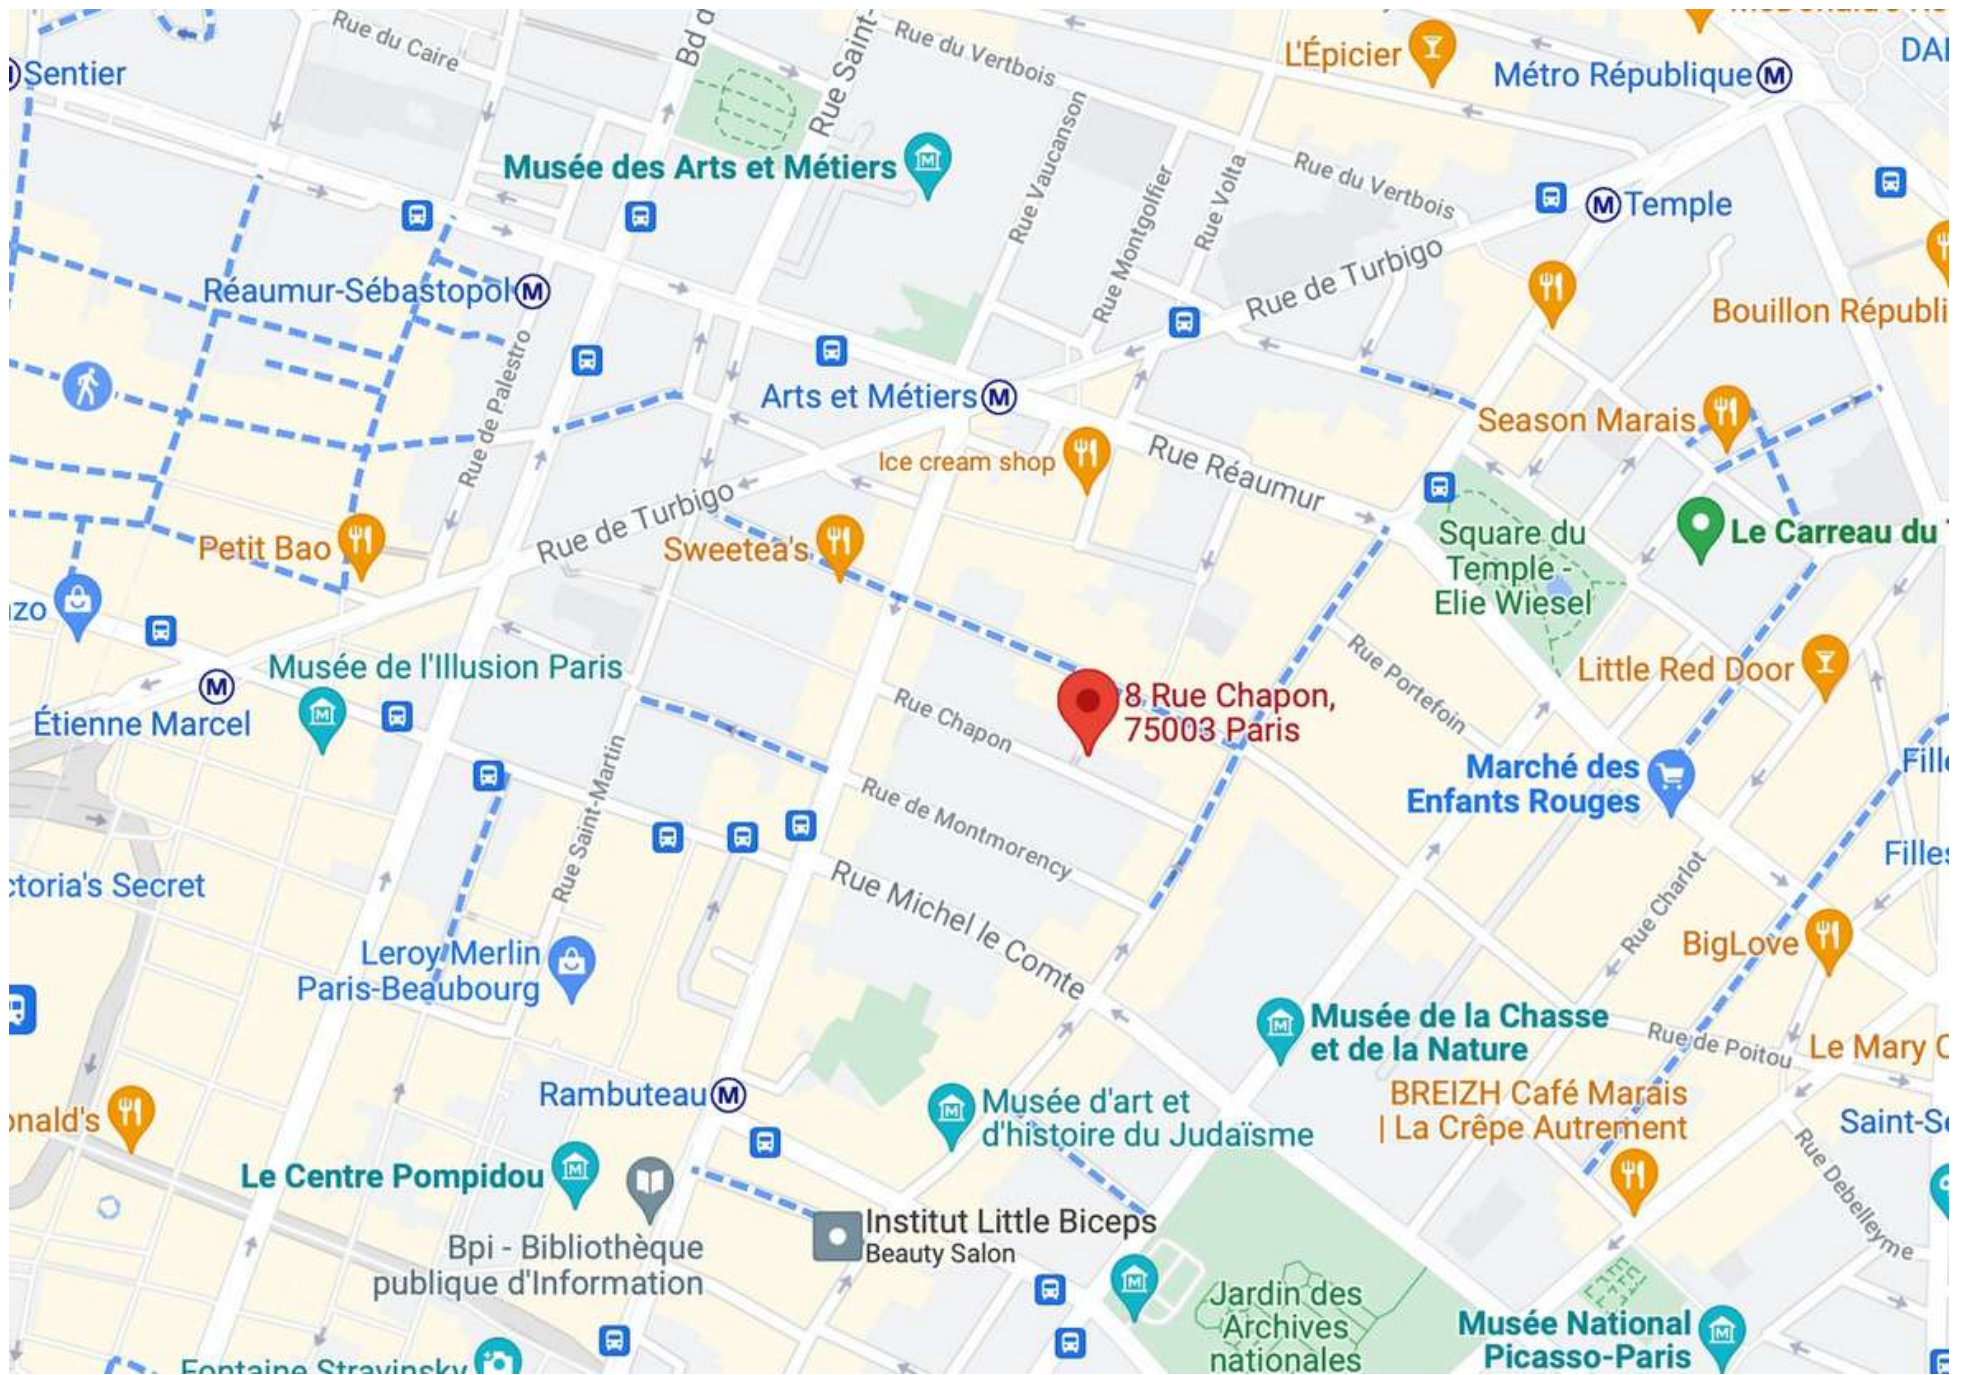 Rue du Caire
Bd d
Rue Saint-
Rue du Vertbois
L'Épicier
Métro République
M
DAI
Sentier
Musée des Arts et Métiers
Rue Vaucanson
Rue Montgolfier
Rue Volta
Rue du Vertbois
M
Temple
Réaumur-Sébastopol
M
Rue de Turbigo
Bouillon Républi
Rue de Palestro
Arts et Métiers
M
Season Marais
Ice cream shop
Rue Réaumur
Rue de Turbigo
Petit Bao
Sweetea's
Square du
Temple -
Elie Wiesel
Le Carreau du
zo
Musée de l'Illusion Paris
M
Étienne Marcel
Rue Portefoin
Little Red Door
8 Rue Chapon,
75003 Paris
Rue Chapon
Rue Saint-Martin
Rue de Montmorency
Marché des
Enfants Rouges
Fille
Filles
ctoria's Secret
Rue Michel le Comte
Rue Charlot
Leroy Merlin
Paris-Beaubourg
BigLove
Musée de la Chasse
et de la Nature
Rue de Poitou
Le Mary C
Rambuteau
M
Musée d'art et
d'histoire du Judaïsme
BREIZH Café Marais
| La Crêpe Autrement
onald's
Saint-Se
Le Centre Pompidou
Rue Debelleyme
Institut Little Biceps
Beauty Salon
Bpi - Bibliothèque
publique d'Information
Jardin des
Archives
nationales
Musée National
Picasso-Paris
Fontaine Stravinsky